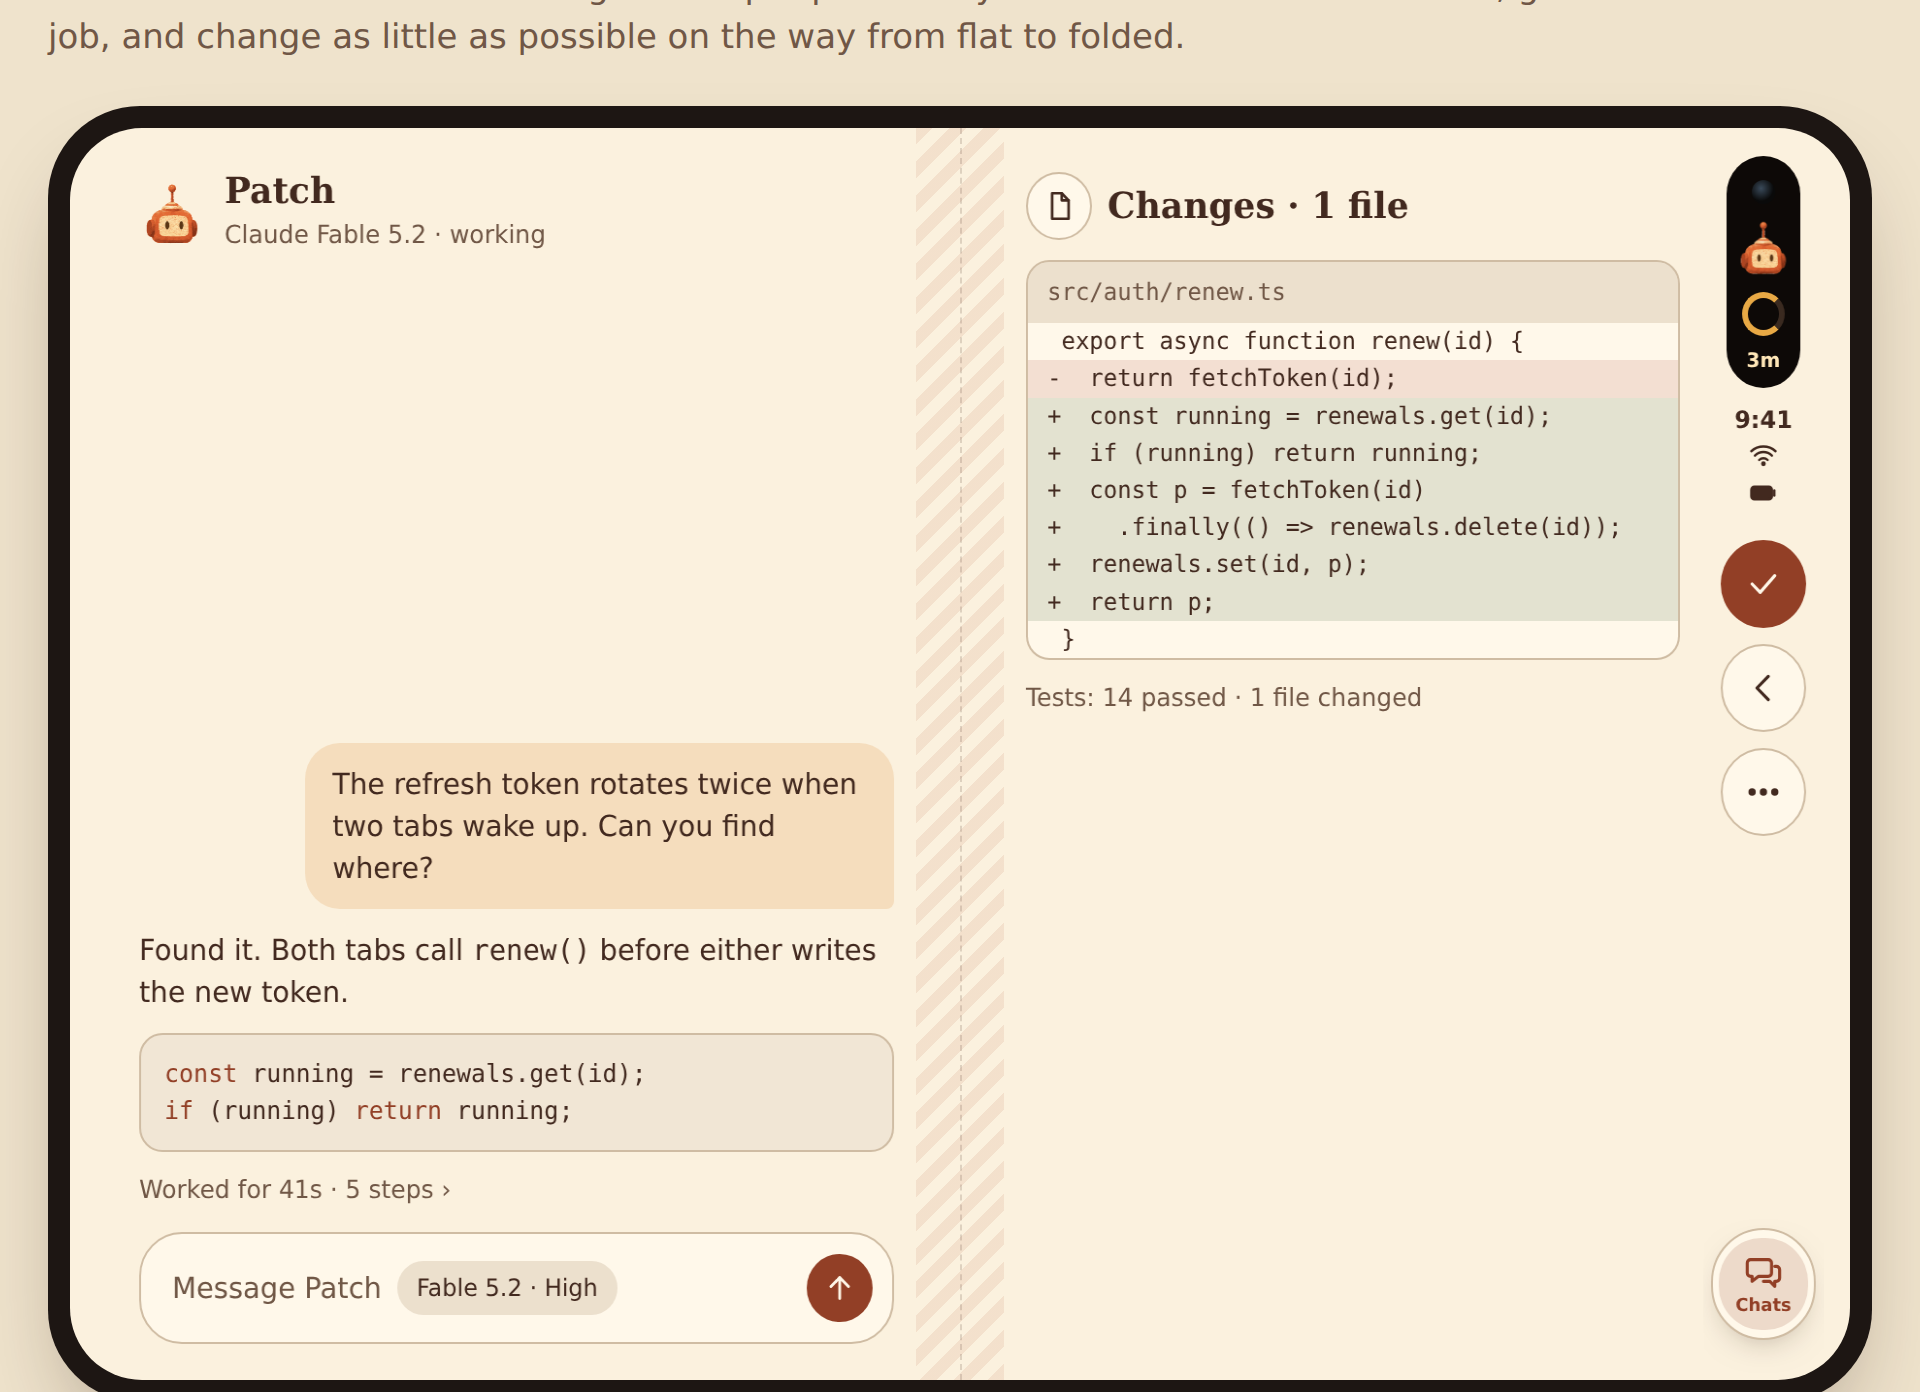 job, and change as little as possible on the way from flat to folded.
Patch
Claude Fable 5.2 · working
The refresh token rotates twice when
two tabs wake up. Can you find
where?
Found it. Both tabs call renew() before either writes
the new token.
const running = renewals.get(id);
if (running) return running;
Worked for 41s · 5 steps ›
Message Patch
Fable 5.2 · High
Changes · 1 file
src/auth/renew.ts
export async function renew(id) {
-  return fetchToken(id);
+  const running = renewals.get(id);
+  if (running) return running;
+  const p = fetchToken(id)
+    .finally(() => renewals.delete(id));
+  renewals.set(id, p);
+  return p;
}
Tests: 14 passed · 1 file changed
3m
9:41
Chats